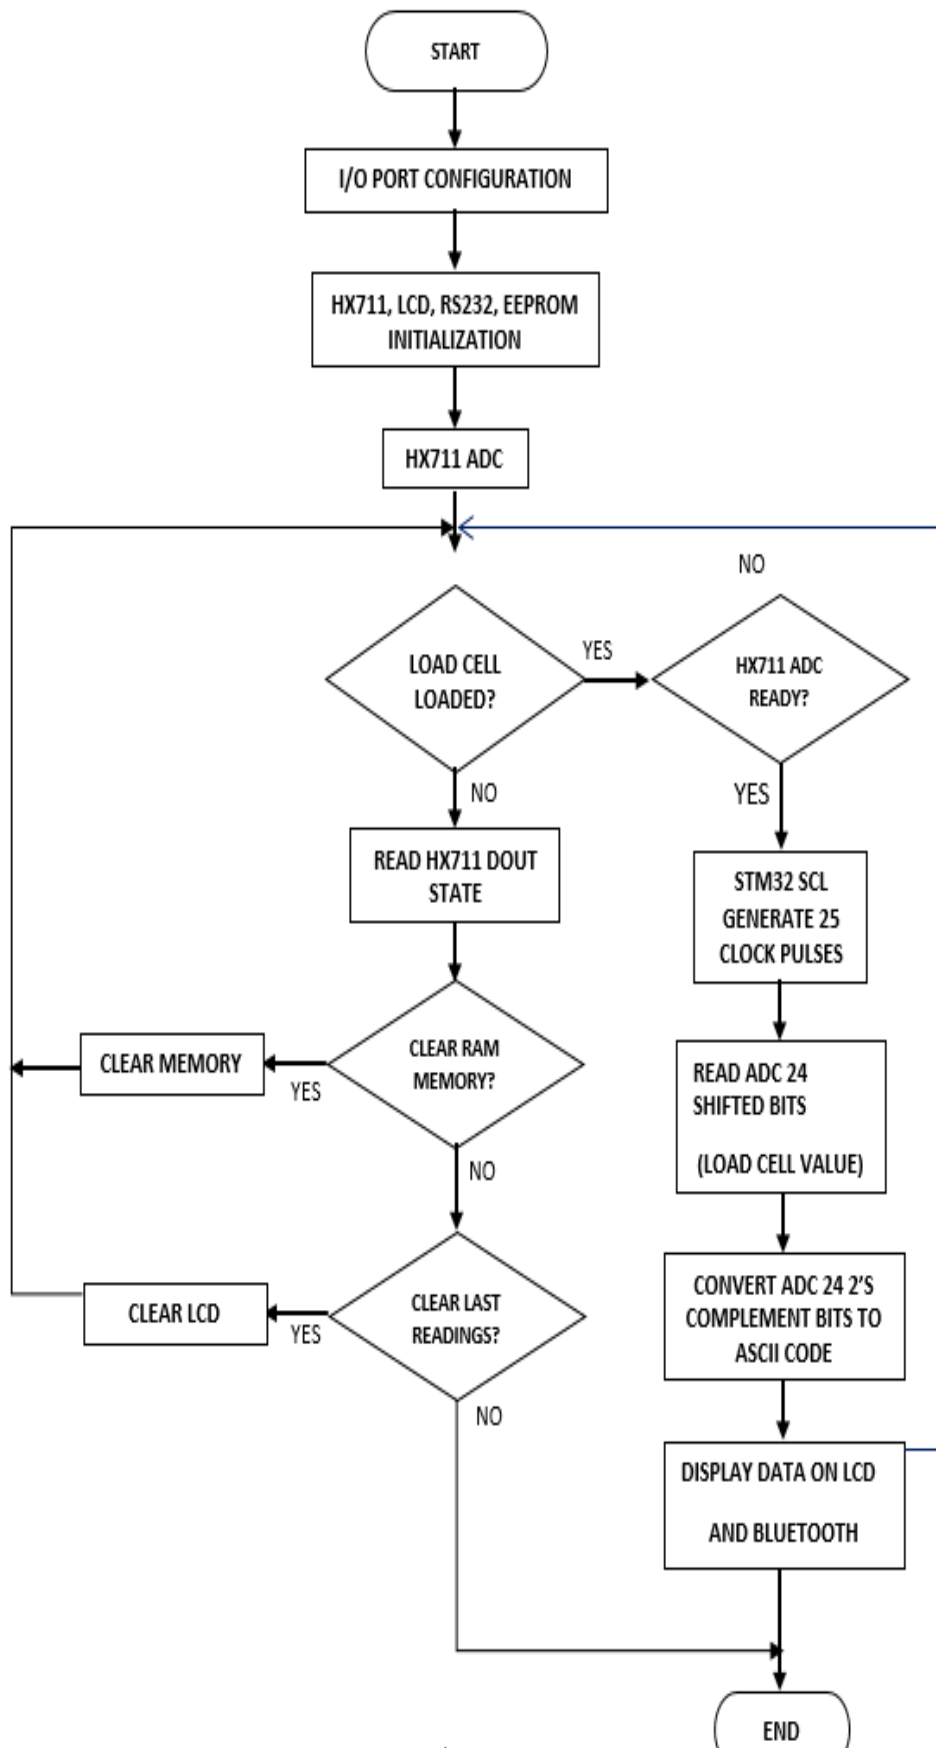 START
I/O PORT CONFIGURATION
HX711, LCD, RS232, EEPROM
INITIALIZATION
HX711 ADC
NO
LOAD CELL
LOADED?
YES
HX711 ADC
READY?
NO
YES
READ HX711 DOUT
STATE
STM32 SCL
GENERATE 25
CLOCK PULSES
CLEAR RAM
MEMORY?
YES
CLEAR MEMORY
NO
READ ADC 24
SHIFTED BITS
(LOAD CELL VALUE)
CLEAR LAST
READINGS?
YES
CLEAR LCD
NO
CONVERT ADC 24 2'S
COMPLEMENT BITS TO
ASCII CODE
DISPLAY DATA ON LCD
AND BLUETOOTH
END